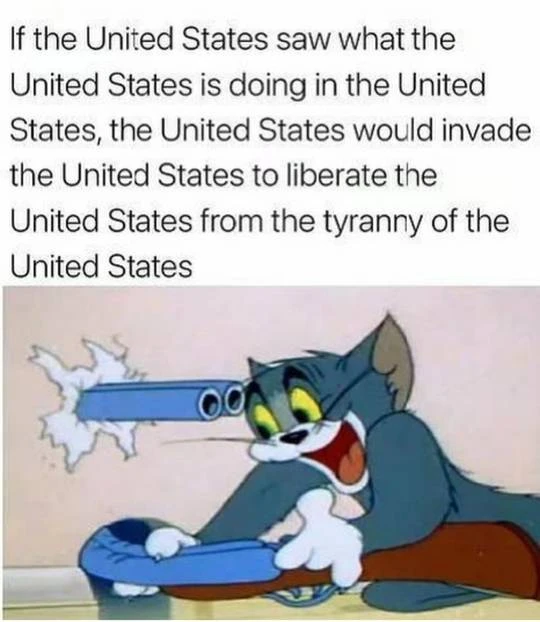 If the United States saw what the
United States is doing in the United
States, the United States would invade
the United States to liberate the
United States from the tyranny of the
United States